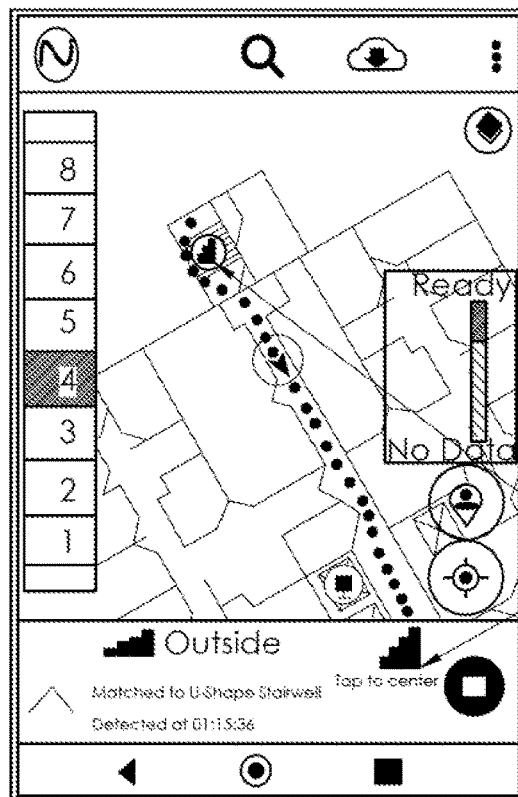 8
7
6
5
4
3
2
1
Ready
No Data
Outside
Tap to center
Matched to U-Shape Stairwell
Detected at 01:15:36